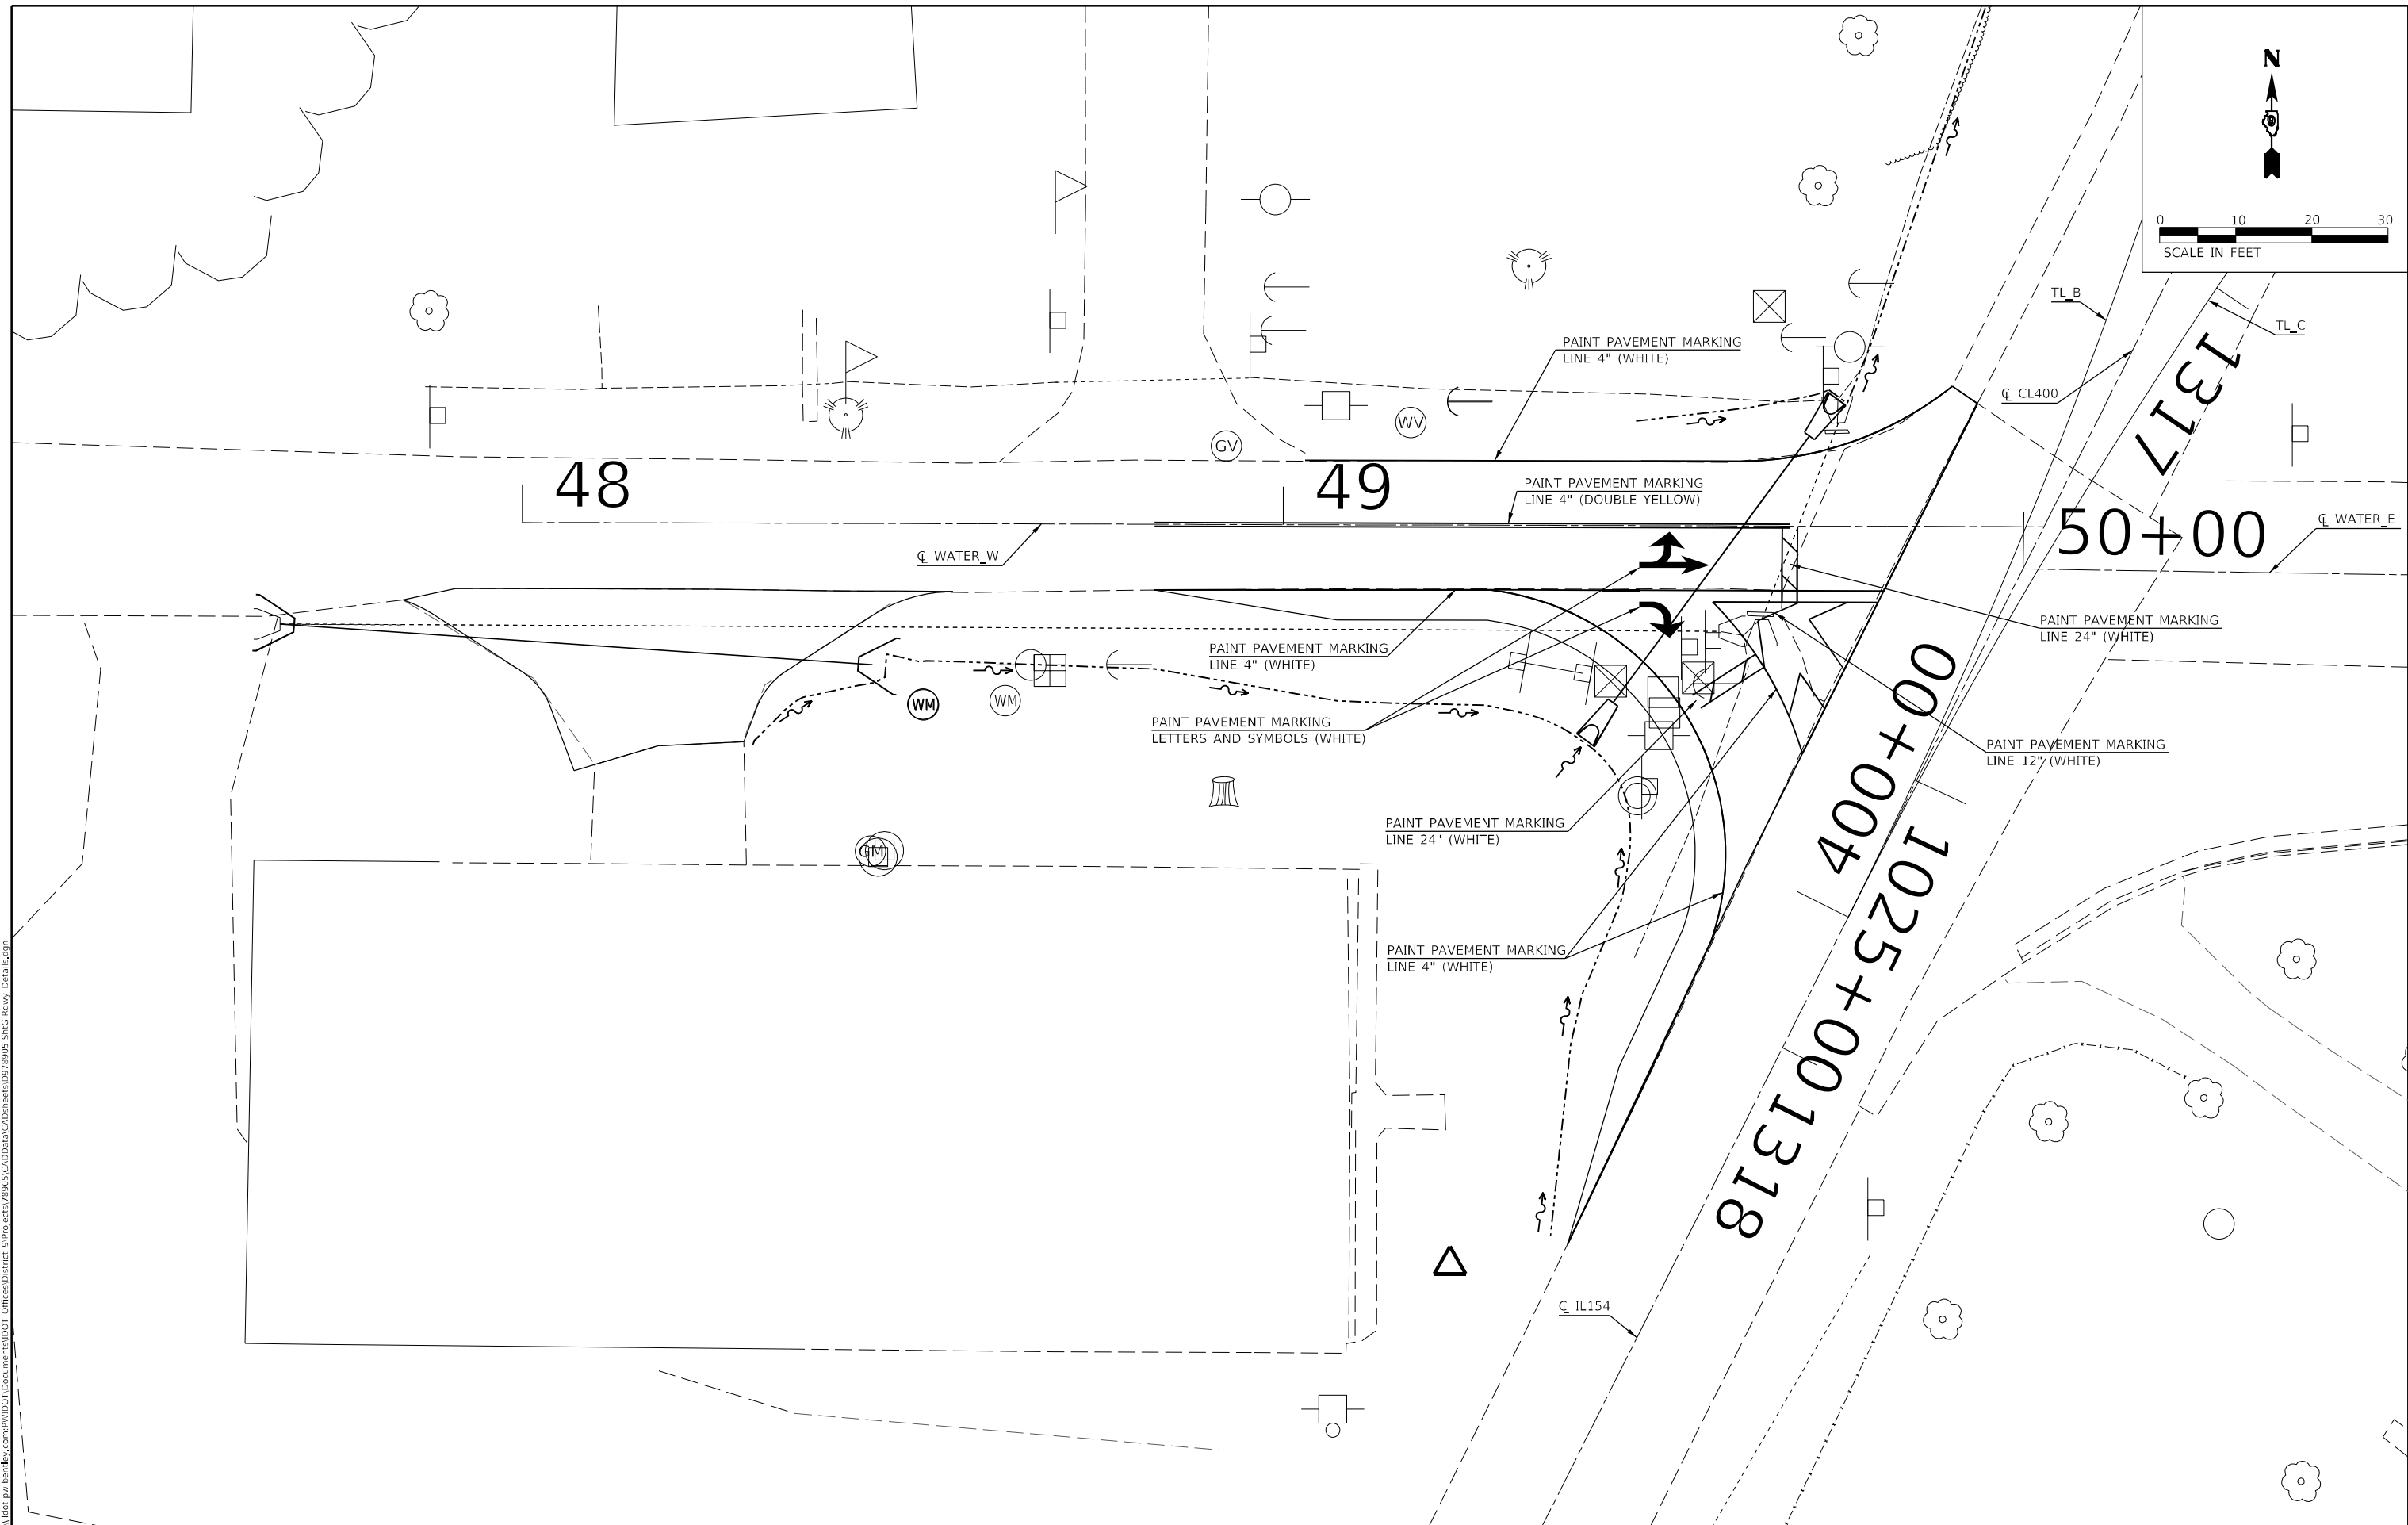 N
0 10 20 30
SCALE IN FEET
TL_B
TL_C
℄ CL400
1317
PAINT PAVEMENT MARKING
LINE 4" (WHITE)
WV
GV
48
49
PAINT PAVEMENT MARKING
LINE 4" (DOUBLE YELLOW)
50+00
℄ WATER_E
℄ WATER_W
PAINT PAVEMENT MARKING
LINE 24" (WHITE)
PAINT PAVEMENT MARKING
LINE 4" (WHITE)
WM
WM
PAINT PAVEMENT MARKING
LETTERS AND SYMBOLS (WHITE)
PAINT PAVEMENT MARKING
LINE 12" (WHITE)
400+00
PAINT PAVEMENT MARKING
LINE 24" (WHITE)
GM
1025+00
PAINT PAVEMENT MARKING
LINE 4" (WHITE)
1318
℄ IL154